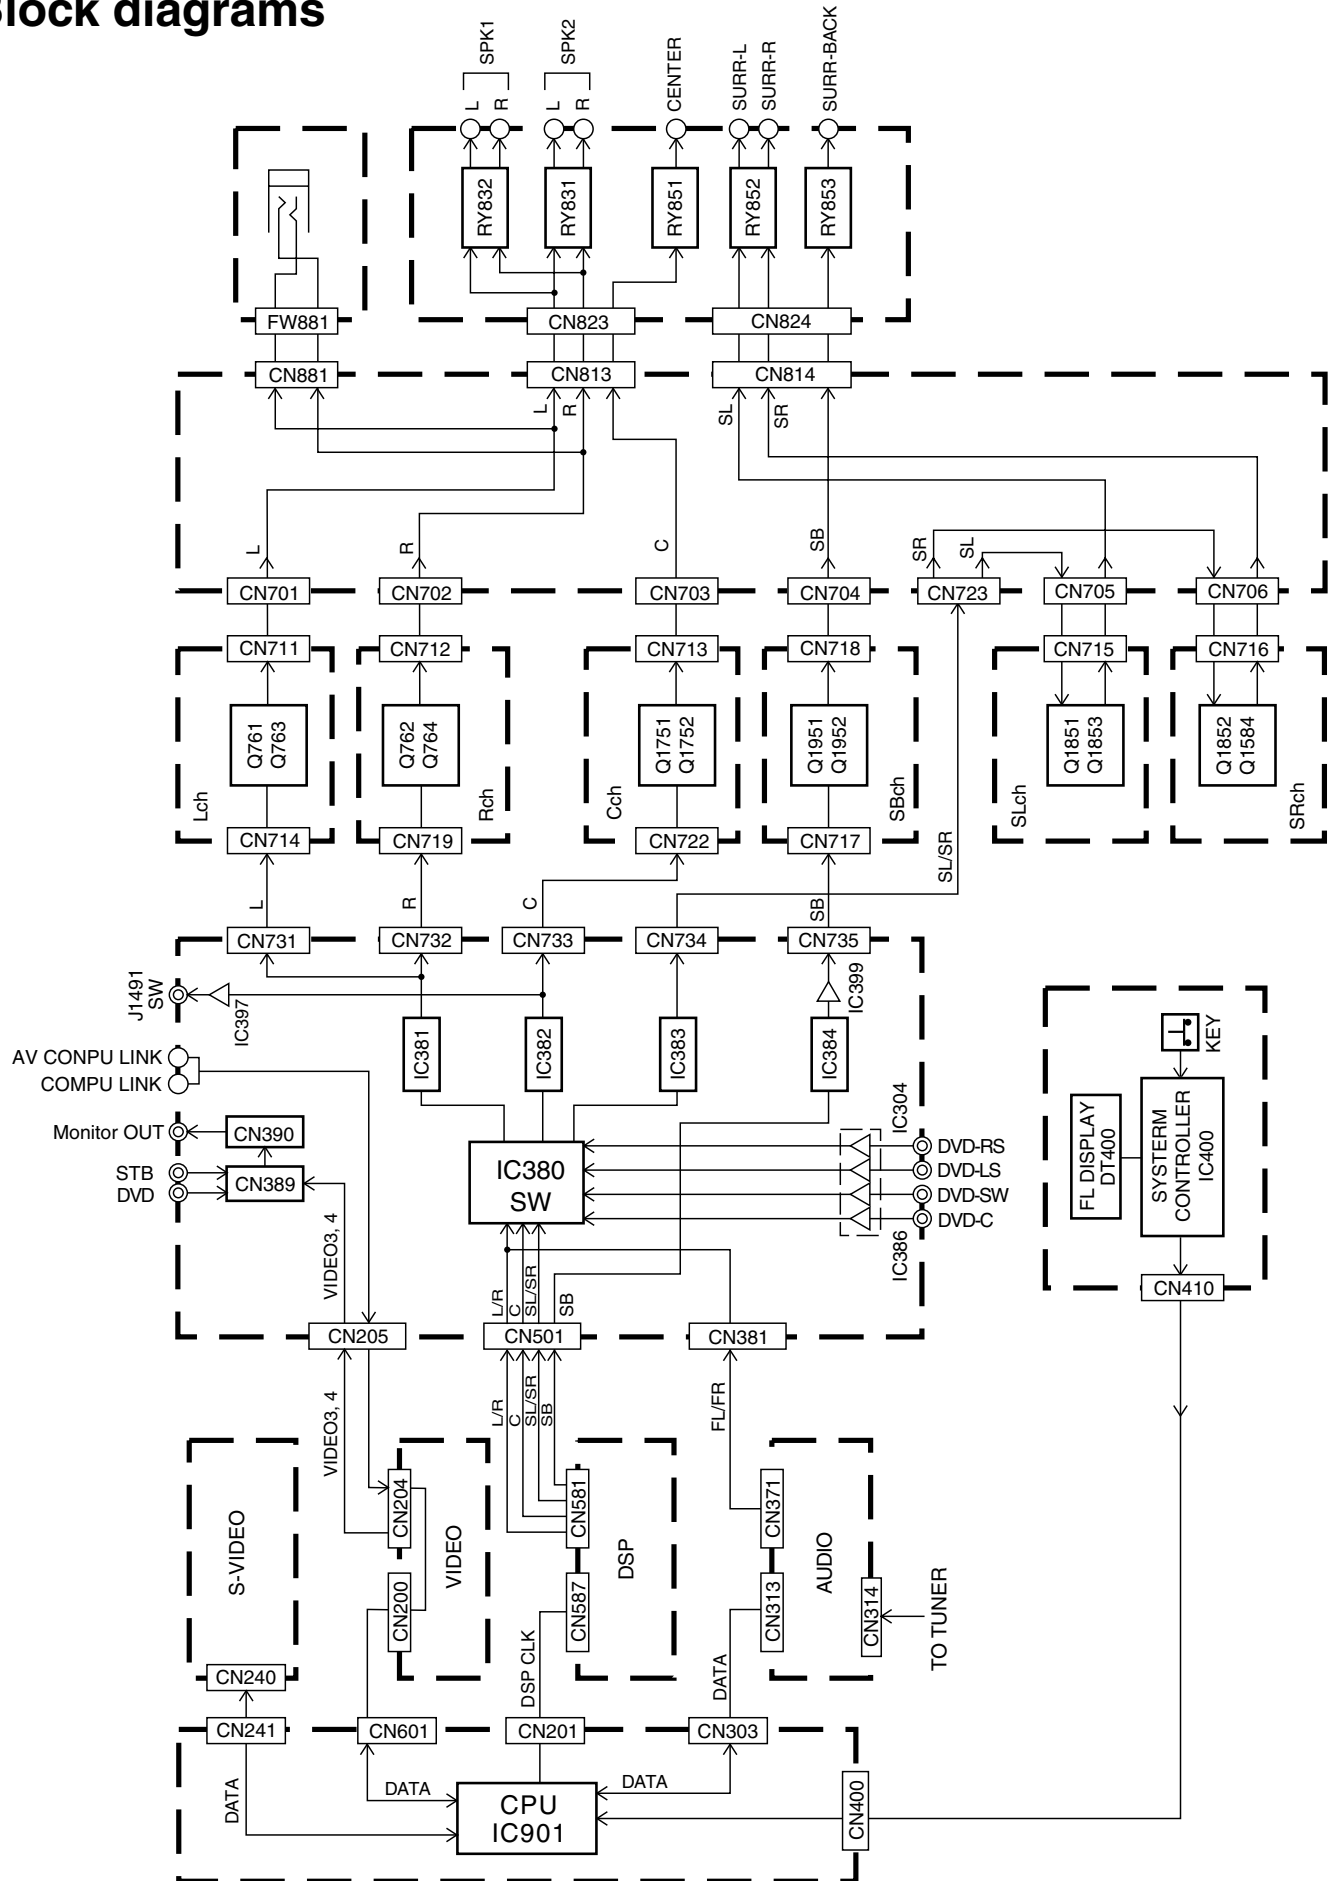 Block diagrams
SPK1
SPK2
L
R
L
R
CENTER
SURR-L
SURR-R
SURR-BACK
RY832
RY831
RY851
RY852
RY853
FW881
CN823
CN824
CN881
CN813
CN814
L
R
SL
SR
L
R
C
SB
SR
SL
CN701
CN702
CN703
CN704
CN723
CN705
CN706
CN711
CN712
CN713
CN718
CN715
CN716
Q761
Q763
Q762
Q764
Q1751
Q1752
Q1951
Q1952
Q1851
Q1853
Q1852
Q1584
Lch
Rch
Cch
SBch
SLch
SRch
CN714
CN719
CN722
CN717
SL/SR
L
R
C
SB
CN731
CN732
CN733
CN734
CN735
J1491
SW
IC397
IC399
AV CONPU LINK
COMPU LINK
IC381
IC382
IC383
IC384
KEY
Monitor OUT
CN390
STB
DVD
CN389
IC380
SW
IC304
DVD-RS
DVD-LS
DVD-SW
DVD-C
IC386
FL DISPLAY
DT400
SYSTERM
CONTROLLER
IC400
VIDEO3, 4
L/R
C
SL/SR
SB
CN410
CN205
CN501
CN381
VIDEO3, 4
L/R
C
SL/SR
SB
FL/FR
S-VIDEO
CN204
CN200
VIDEO
CN581
CN587
DSP
CN371
CN313
AUDIO
CN314
TO TUNER
CN240
DSP CLK
DATA
CN241
CN601
CN201
CN303
DATA
DATA
DATA
CPU
IC901
CN400